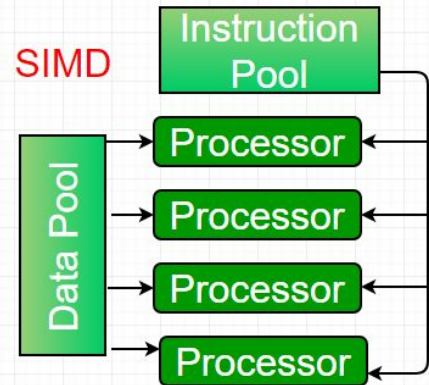 SIMD
Instruction
Pool
Data Pool
Processor
Processor
Processor
Processor